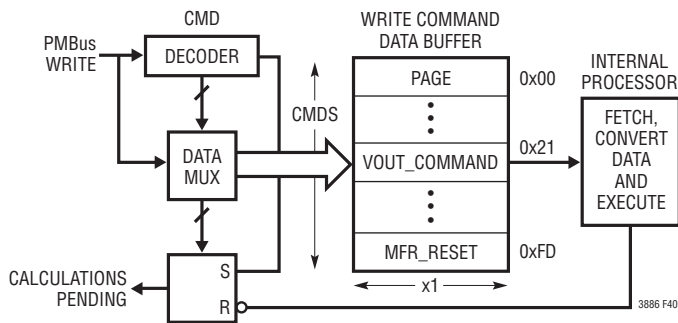 CMD
WRITE COMMAND
DATA BUFFER
PMBus
WRITE
DECODER
PAGE
0x00
INTERNAL
PROCESSOR
CMDS
FETCH,
CONVERT
DATA
AND
EXECUTE
DATA
MUX
VOUT_COMMAND
0x21
S
MFR_RESET
0xFD
CALCULATIONS
PENDING
R
x1
3886 F40